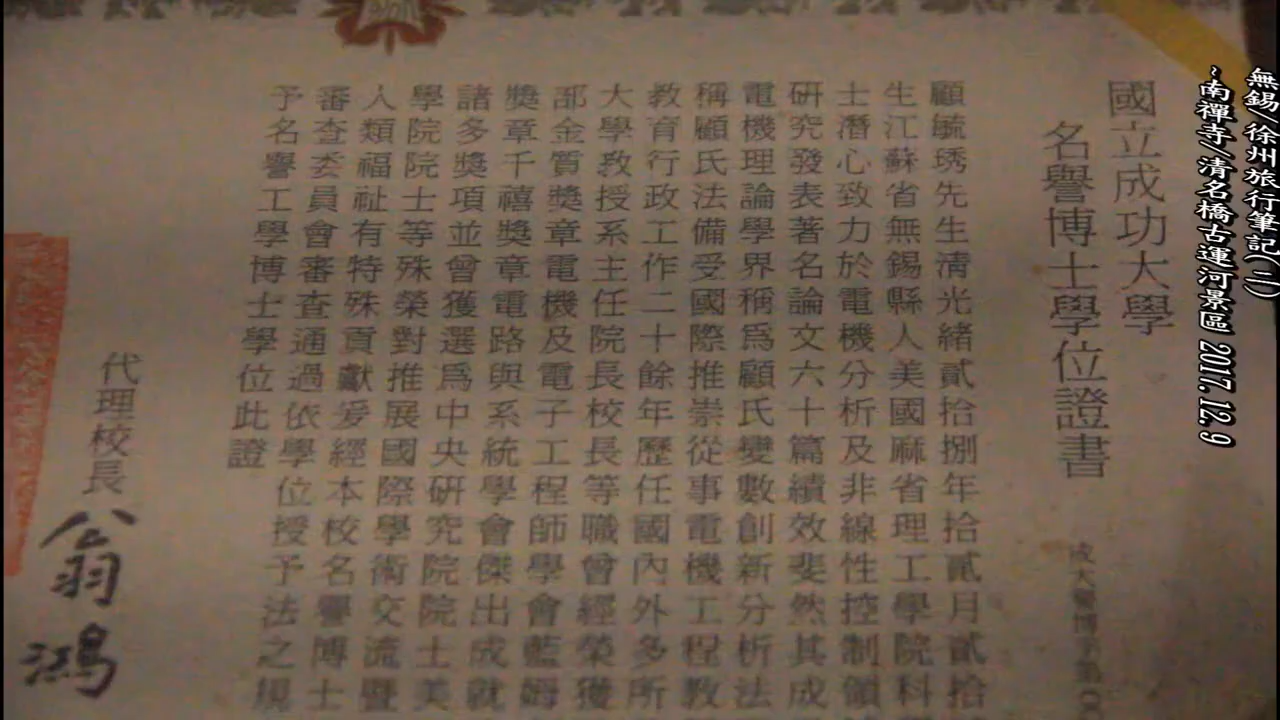 無錫/徐州旅行筆記(二)
~南禪寺/清名橋古運河景區 2017.12.9
國立成功大學
名譽博士學位證書
成大譽博字第
顧毓琇先生清光緒貳拾捌年拾貳月貳拾
生江蘇省無錫縣人美國麻省理工學院科
士潛心致力於電機分析及非線性控制領
研究發表著名論文六十篇績效斐然其成
電機理論學界稱為顧氏變數創新分析法
稱顧氏法備受國際推崇從事電機工程教
教育行政工作二十餘年歷任國內外多所
大學教授系主任院長校長等職曾經榮獲
部金質獎章電機及電子工程師學會藍姆
獎章千禧獎章電路與系統學會傑出成就
諸多獎項並曾獲選為中央研究院院士美
學院院士等殊榮對推展國際學術交流暨
人類福祉有特殊貢獻爰經本校名譽博士
審查委員會審查通過依學位授予法之規
予名譽工學博士學位此證
代理校長 翁鴻